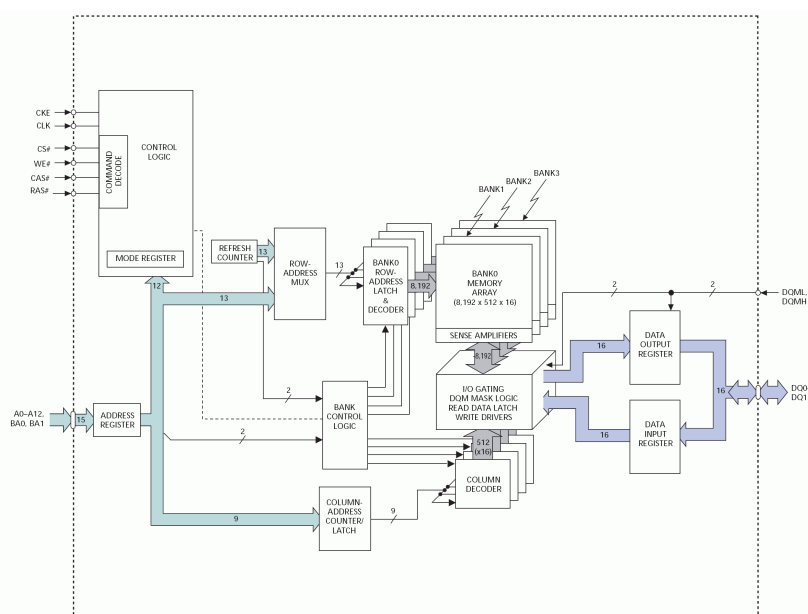 CKE
CLK
CS#
WE#
CAS#
RAS#
COMMAND
DECODE
CONTROL
LOGIC
MODE REGISTER
12
REFRESH
COUNTER
13
13
ROW-
ADDRESS
MUX
13
BANK0
ROW-
ADDRESS
LATCH
&
DECODER
8,192
BANK1
BANK2
BANK3
BANK0
MEMORY
ARRAY
(8,192 x 512 x 16)
SENSE AMPLIFIERS
8,192
I/O GATING
DQM MASK LOGIC
READ DATA LATCH
WRITE DRIVERS
512
(x16)
COLUMN
DECODER
2
2
DQML,
DQMH
16
DATA
OUTPUT
REGISTER
16
DQ0
DQ1
16
DATA
INPUT
REGISTER
A0–A12,
BA0, BA1
15
ADDRESS
REGISTER
2
2
BANK
CONTROL
LOGIC
9
COLUMN-
ADDRESS
COUNTER/
LATCH
9